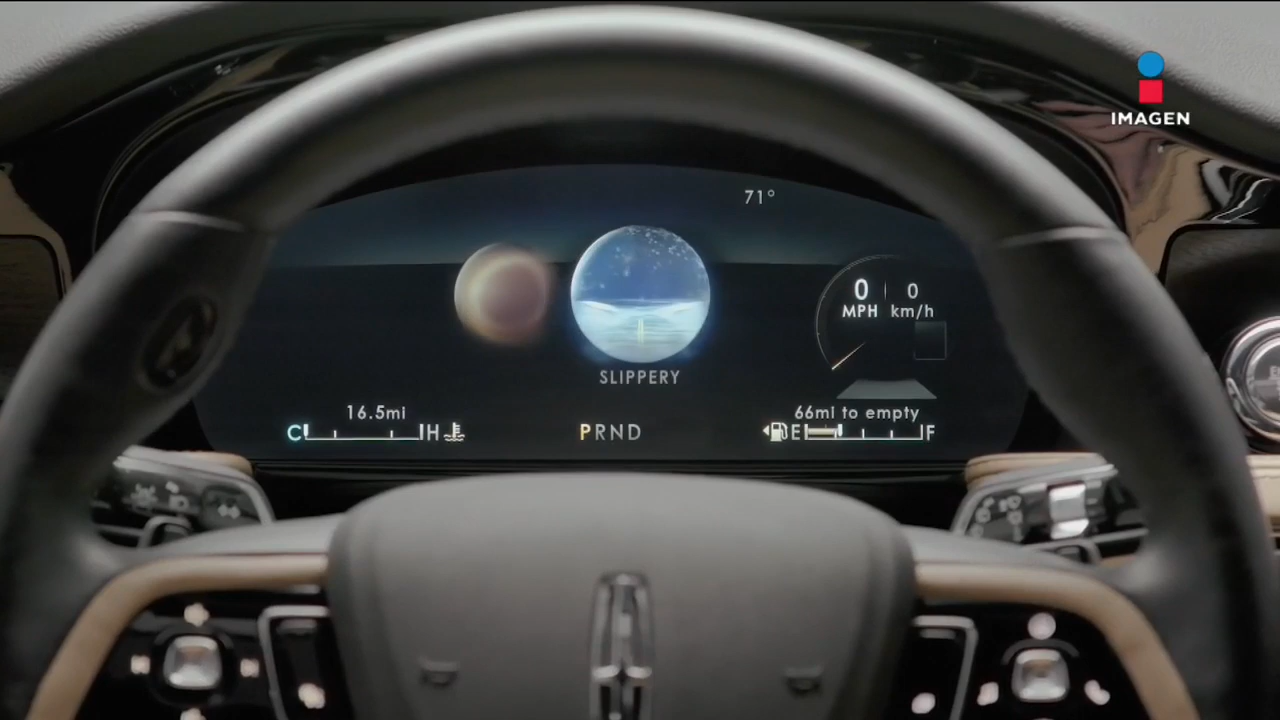 IMAGEN
71°
0 0
MPH km/h
SLIPPERY
16.5mi
66mi to empty
C H
PRND
E F